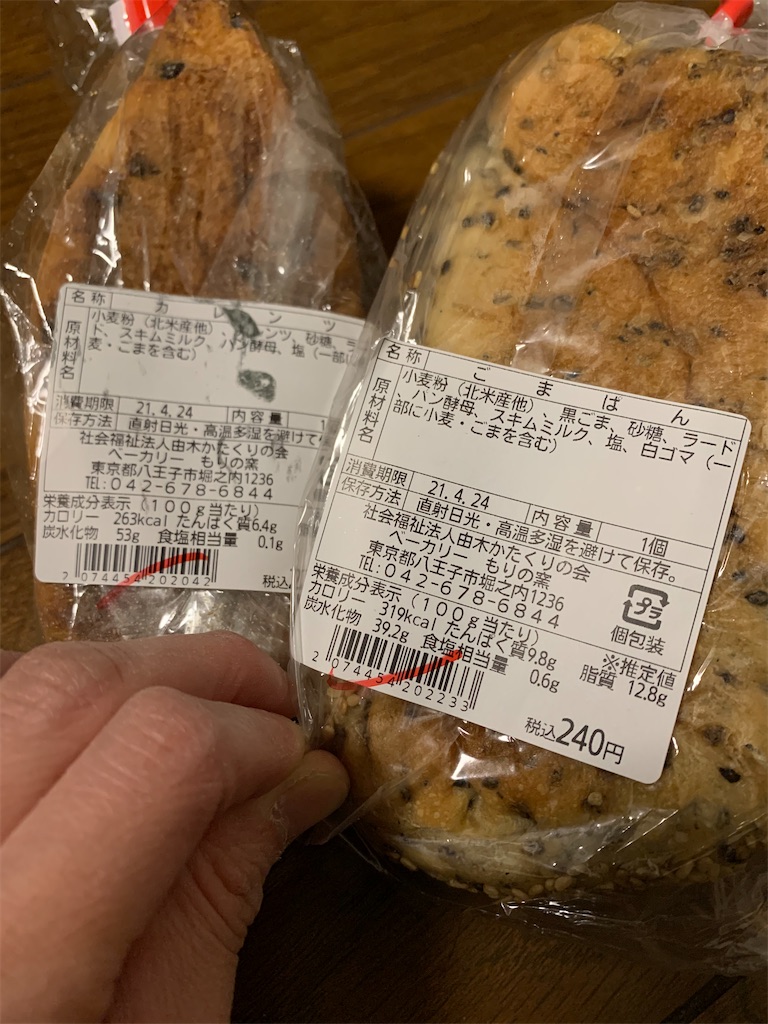 名称 カレンツ
原材料名
小麦粉（北米産他）、 ンツ、砂糖、ラ
ド、スキムミルク、パン酵母、塩（一部に
麦・ごまを含む）
消費期限 21. 4. 24 内容量 1
保存方法 直射日光・高温多湿を避けて
社会福祉法人由木かたくりの会
ベーカリー もりの窯
東京都八王子市堀之内1236
TEL:042-678-6844
栄養成分表示（100g当たり）
カロリー 263kcal たんぱく質6.4g
炭水化物 53g 食塩相当量 0.1g
2 074454 202042
税込
名称 ごまぱん
原材料名
小麦粉（北米産他）、黒ごま、砂糖、ラード
、パン酵母、スキムミルク、塩、白ゴマ（一
部に小麦・ごまを含む）
消費期限 21. 4. 24 内容量 1個
保存方法 直射日光・高温多湿を避けて保存。
社会福祉法人由木かたくりの会
ベーカリー もりの窯
東京都八王子市堀之内1236
TEL:042-678-6844
プラ
個包装
栄養成分表示（100g当たり） ※推定値
カロリー 319kcal たんぱく質9.8g 脂質 12.8g
炭水化物 39.2g 食塩相当量 0.6g
2 074454 202233
税込240円